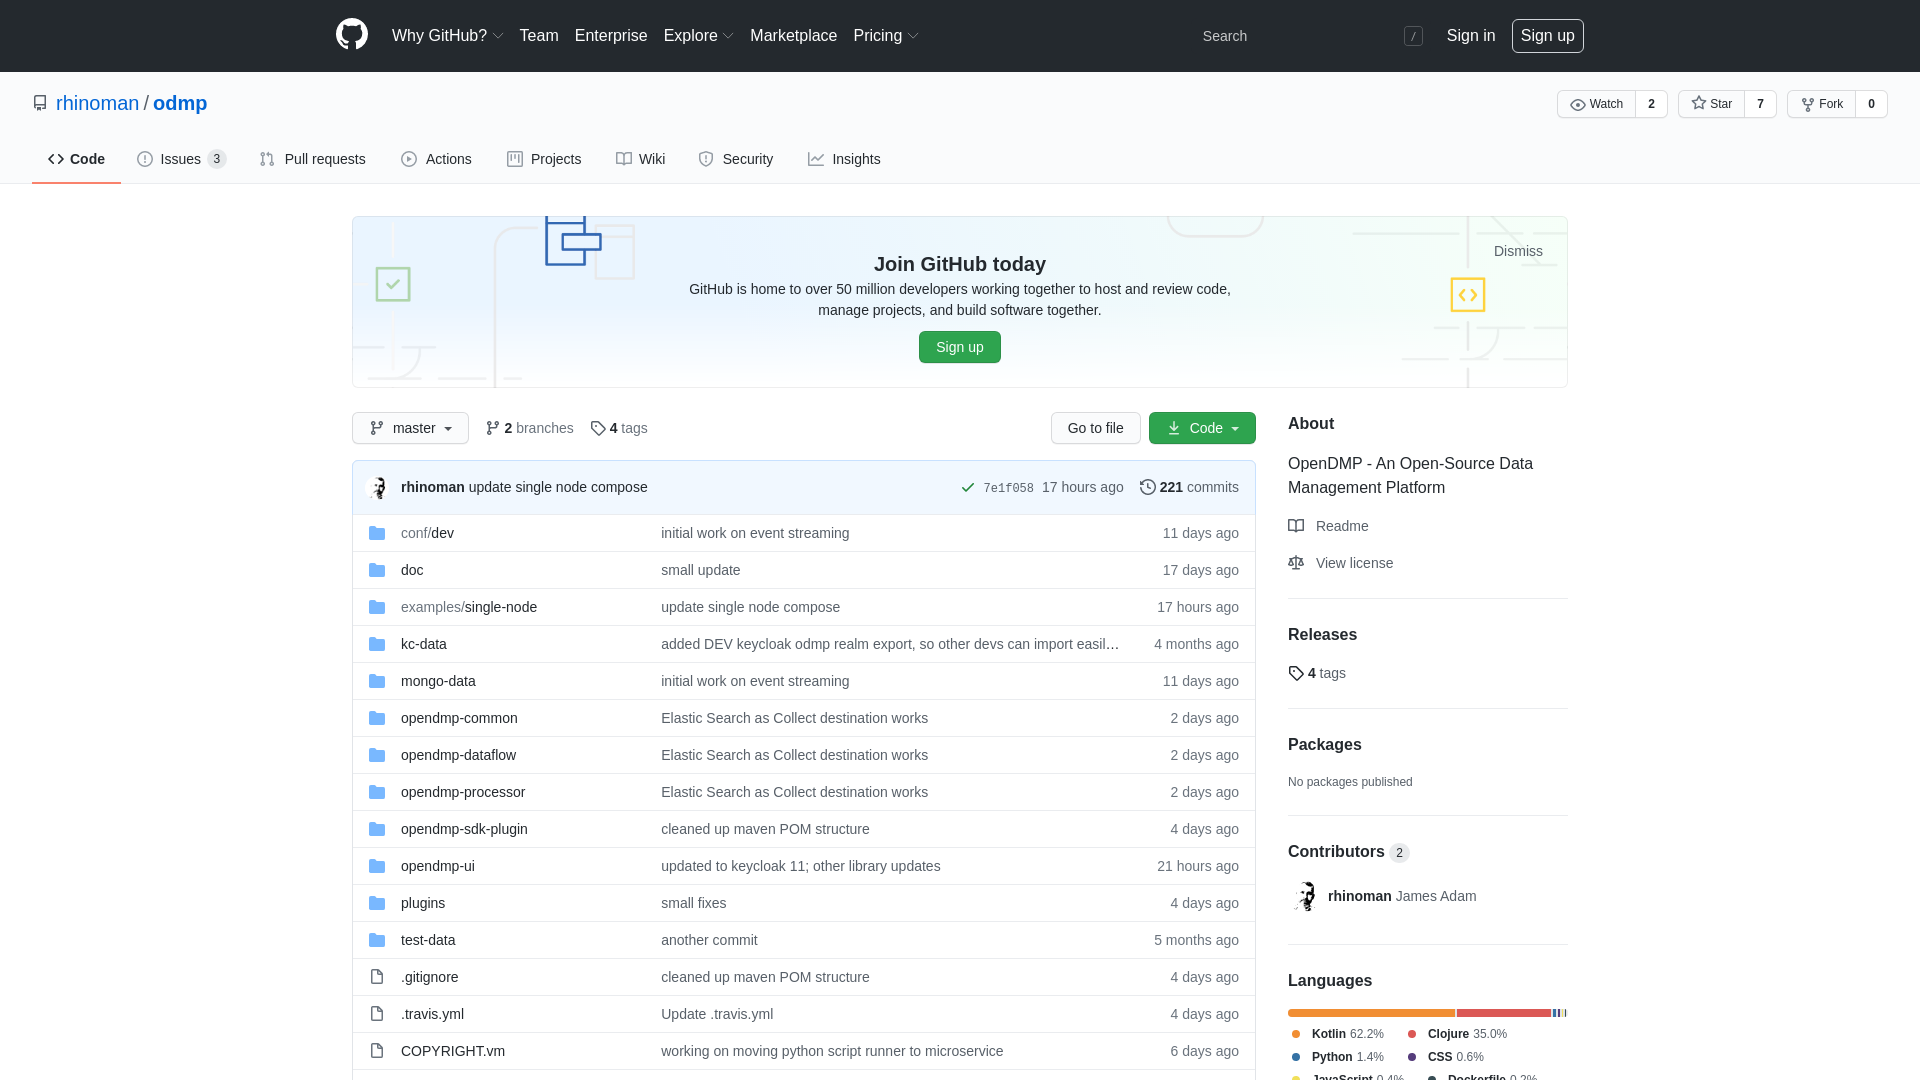 Why GitHub? Team Enterprise Explore Marketplace Pricing Search / Sign in Sign up
rhinoman / odmp Watch 2 Star 7 Fork 0
Code Issues 3 Pull requests Actions Projects Wiki Security Insights
Dismiss
Join GitHub today
GitHub is home to over 50 million developers working together to host and review code,
manage projects, and build software together.
Sign up
master 2 branches 4 tags Go to file Code
rhinoman update single node compose 7e1f058 17 hours ago 221 commits
conf/dev initial work on event streaming 11 days ago
doc small update 17 days ago
examples/single-node update single node compose 17 hours ago
kc-data added DEV keycloak odmp realm export, so other devs can import easil… 4 months ago
mongo-data initial work on event streaming 11 days ago
opendmp-common Elastic Search as Collect destination works 2 days ago
opendmp-dataflow Elastic Search as Collect destination works 2 days ago
opendmp-processor Elastic Search as Collect destination works 2 days ago
opendmp-sdk-plugin cleaned up maven POM structure 4 days ago
opendmp-ui updated to keycloak 11; other library updates 21 hours ago
plugins small fixes 4 days ago
test-data another commit 5 months ago
.gitignore cleaned up maven POM structure 4 days ago
.travis.yml Update .travis.yml 4 days ago
COPYRIGHT.vm working on moving python script runner to microservice 6 days ago
About
OpenDMP - An Open-Source Data
Management Platform
Readme
View license
Releases
4 tags
Packages
No packages published
Contributors 2
rhinoman James Adam
Languages
Kotlin 62.2% Clojure 35.0%
Python 1.4% CSS 0.6%
JavaScript 0.4% Dockerfile 0.2%